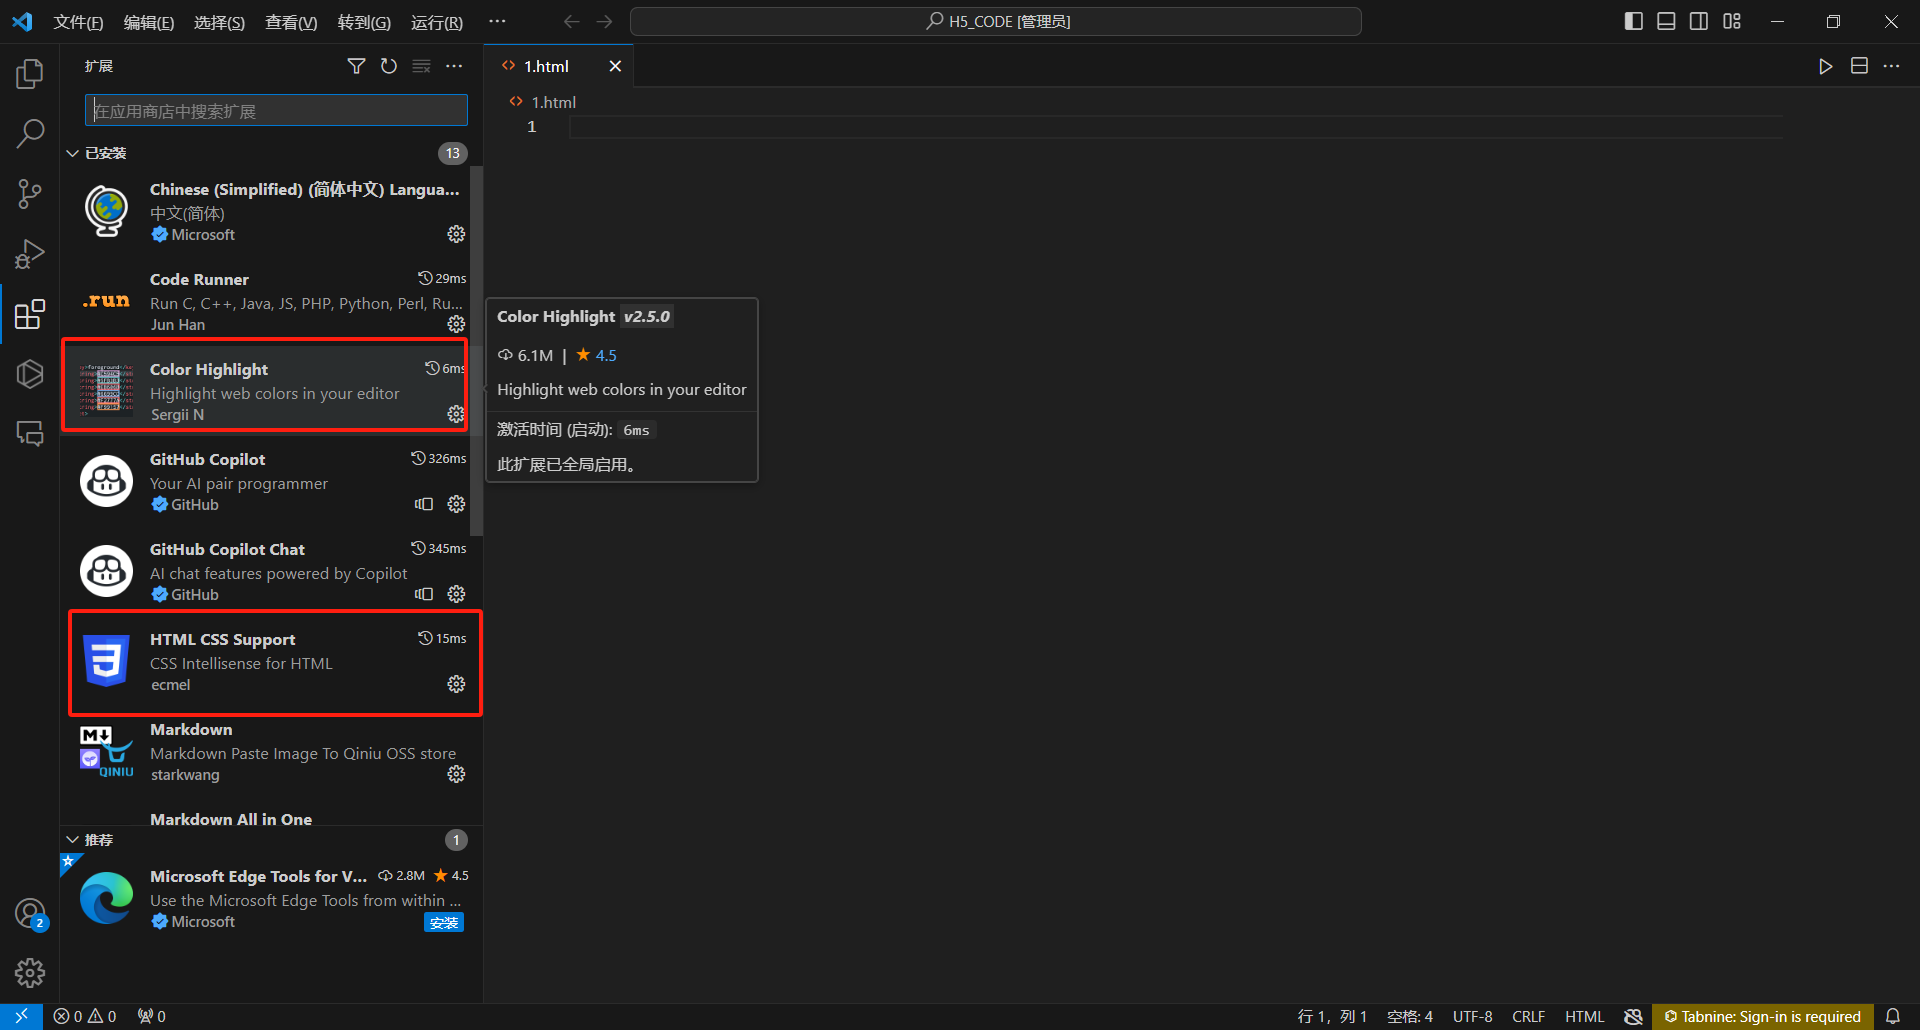 文件(F) 编辑(E) 选择(S) 查看(V) 转到(G) 运行(R) ··· H5_CODE [管理员]
扩展
在应用商店中搜索扩展
已安装 13
Chinese (Simplified) (简体中文) Langua...
中文(简体)
Microsoft
Code Runner 29ms
Run C, C++, Java, JS, PHP, Python, Perl, Ru...
Jun Han
.run
Color Highlight 6ms
Highlight web colors in your editor
Sergii N
GitHub Copilot 326ms
Your AI pair programmer
GitHub
GitHub Copilot Chat 345ms
AI chat features powered by Copilot
GitHub
HTML CSS Support 15ms
CSS Intellisense for HTML
ecmel
Markdown
Markdown Paste Image To Qiniu OSS store
starkwang
M
QINIU
Markdown All in One
推荐 1
Microsoft Edge Tools for V... 2.8M 4.5
Use the Microsoft Edge Tools from within ...
Microsoft 安装
2
1.html
1.html
1
Color Highlight v2.5.0
6.1M | 4.5
Highlight web colors in your editor
激活时间 (启动): 6ms
此扩展已全局启用。
0 0 0 行 1，列 1 空格: 4 UTF-8 CRLF HTML Tabnine: Sign-in is required